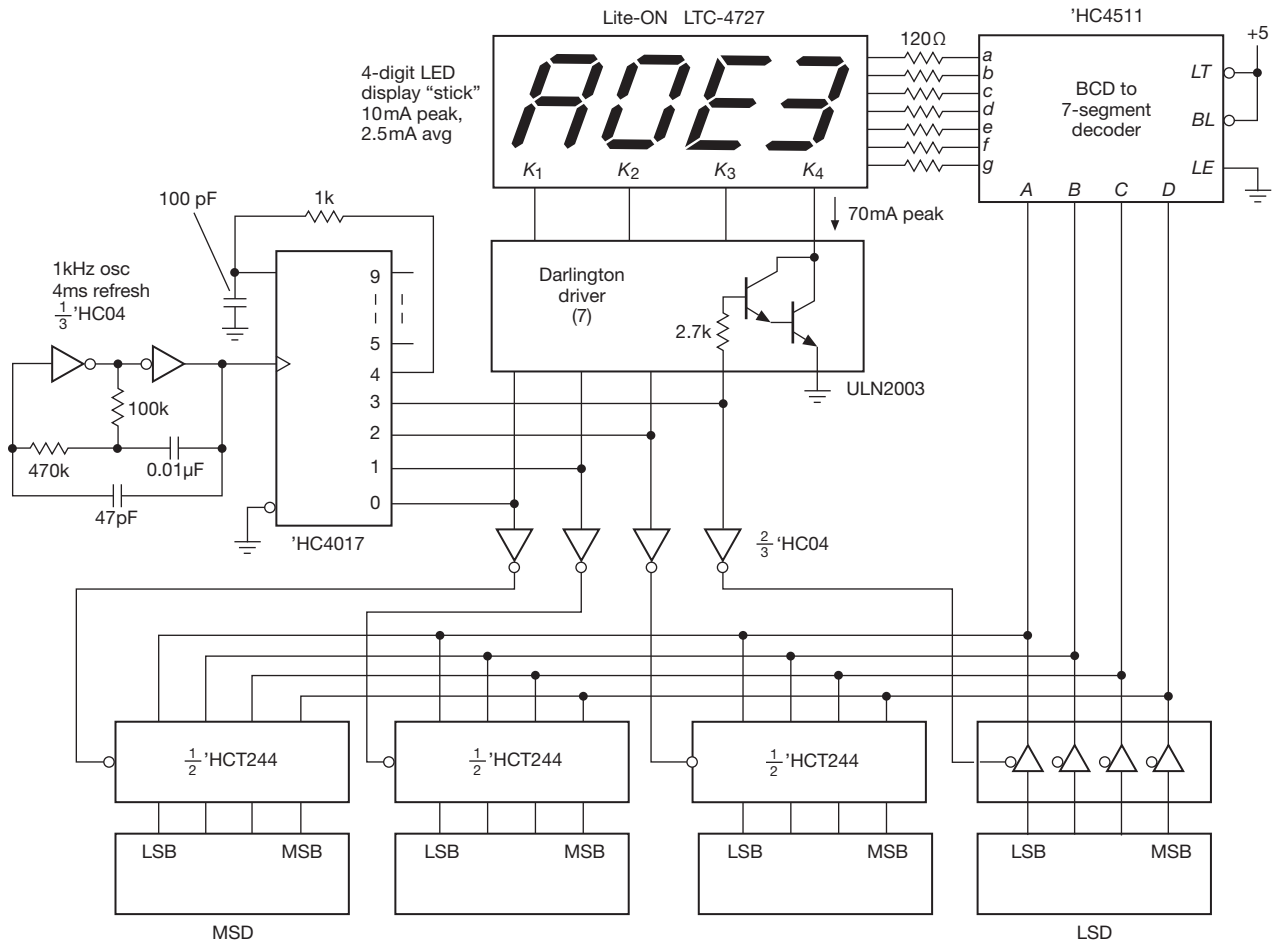 Lite-ON LTC-4727
'HC4511
4-digit LED
display “stick”
10mA peak,
2.5mA avg
AOE3
K1 K2 K3 K4
120Ω
a
b
c
d
e
f
g
BCD to
7-segment
decoder
LT
BL
LE
+5
A B C D
70mA peak
100 pF
1k
1kHz osc
4ms refresh
1/3 'HC04
100k
470k
0.01µF
47pF
9
5
4
3
2
1
0
'HC4017
Darlington
driver
(7)
2.7k
ULN2003
2/3 'HC04
1/2 'HCT244
1/2 'HCT244
1/2 'HCT244
LSB MSB
LSB MSB
LSB MSB
LSB MSB
MSD
LSD